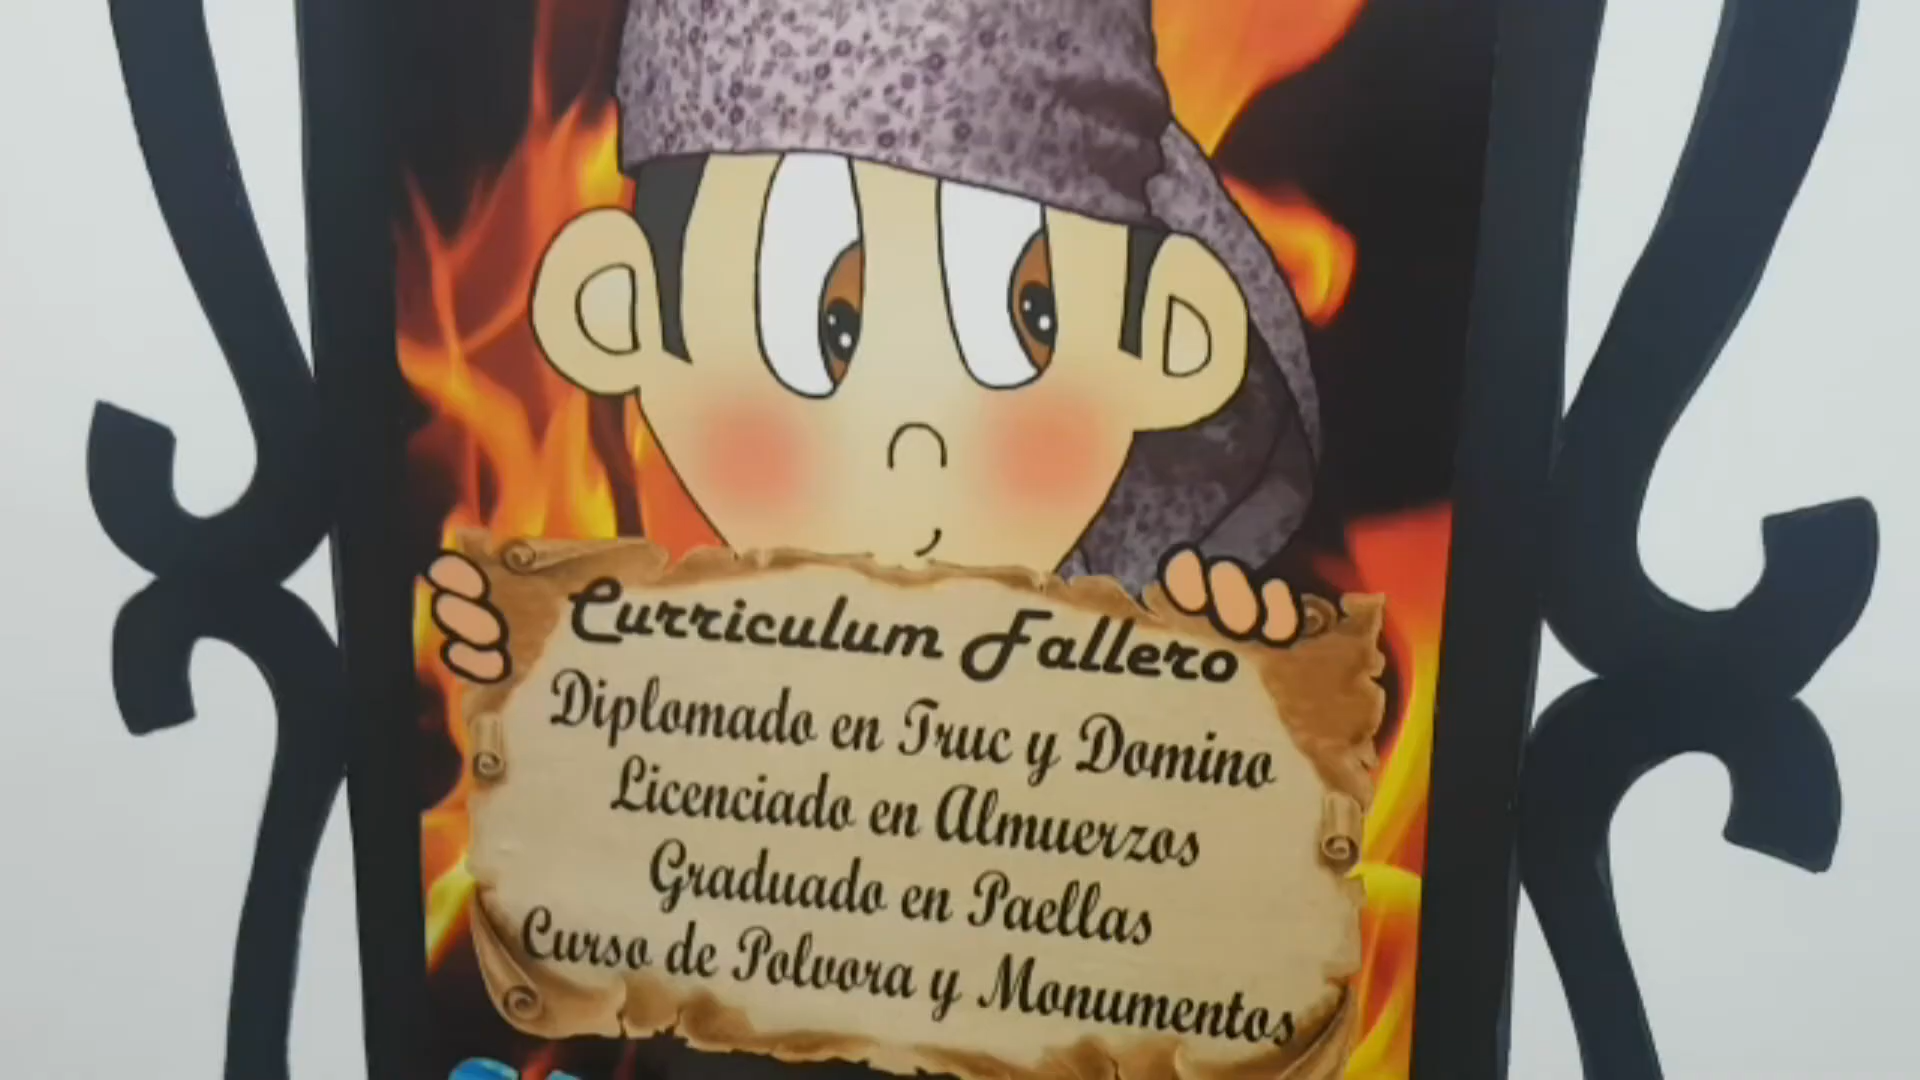 Curriculum Fallero
Diplomado en Truc y Domino
Licenciado en Almuerzos
Graduado en Paellas
Curso de Polvora y Monumentos